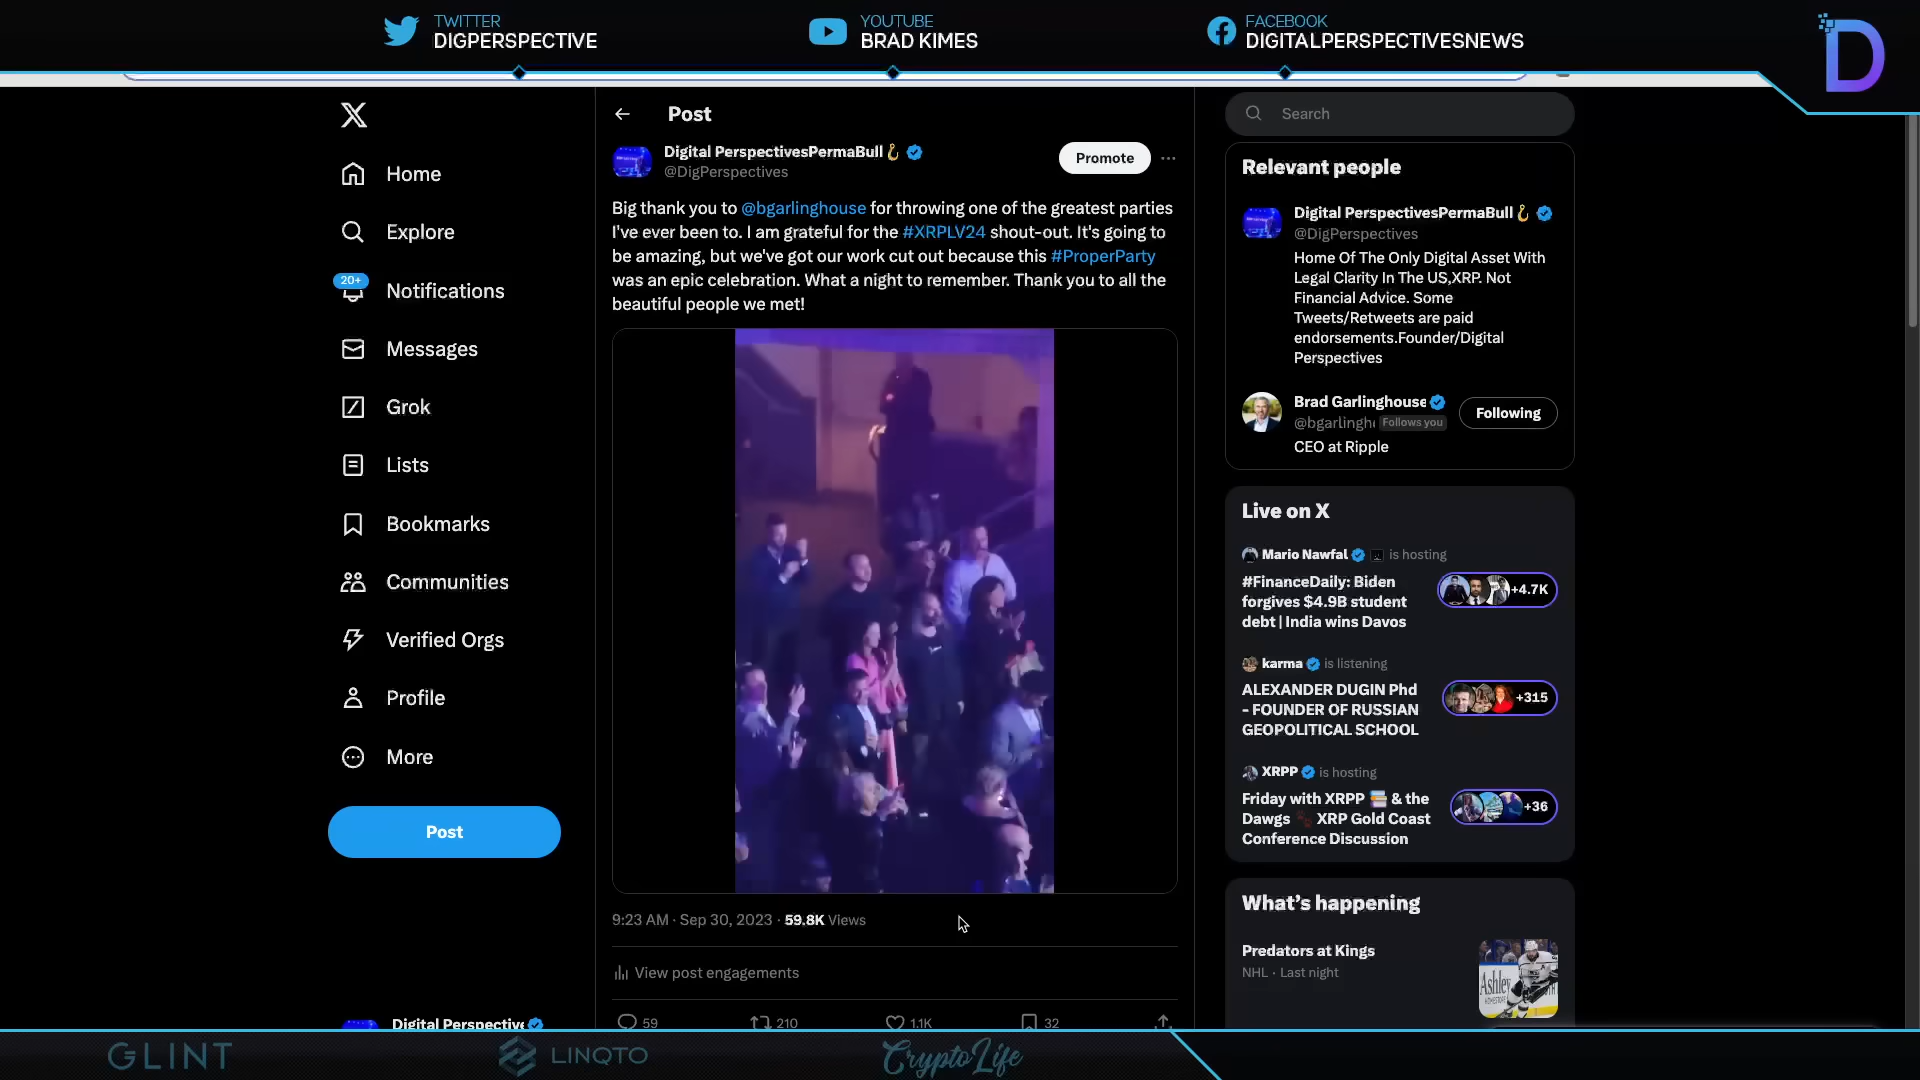 TWITTER
DIGPERSPECTIVE
YOUTUBE
BRAD KIMES
FACEBOOK
DIGITALPERSPECTIVESNEWS
D
Home
Explore
20+
Notifications
Messages
Grok
Lists
Bookmarks
Communities
Verified Orgs
Profile
More
Post
Digital Perspective
Post
Digital PerspectivesPermaBull
@DigPerspectives
Promote
Big thank you to @bgarlinghouse for throwing one of the greatest parties
I've ever been to. I am grateful for the #XRPLV24 shout-out. It's going to
be amazing, but we've got our work cut out because this #ProperParty
was an epic celebration. What a night to remember. Thank you to all the
beautiful people we met!
9:23 AM · Sep 30, 2023 · 59.8K Views
View post engagements
59
210
1.1K
32
Search
Relevant people
Digital PerspectivesPermaBull
@DigPerspectives
Home Of The Only Digital Asset With
Legal Clarity In The US,XRP. Not
Financial Advice. Some
Tweets/Retweets are paid
endorsements.Founder/Digital
Perspectives
Brad Garlinghouse
@bgarlingh Follows you
Following
CEO at Ripple
Live on X
Mario Nawfal is hosting
#FinanceDaily: Biden
forgives $4.9B student
debt | India wins Davos
+4.7K
karma is listening
ALEXANDER DUGIN Phd
- FOUNDER OF RUSSIAN
GEOPOLITICAL SCHOOL
+315
XRPP is hosting
Friday with XRPP & the
Dawgs XRP Gold Coast
Conference Discussion
+36
What's happening
Predators at Kings
NHL · Last night
Ashley
GLINT
LINQTO
CryptoLife